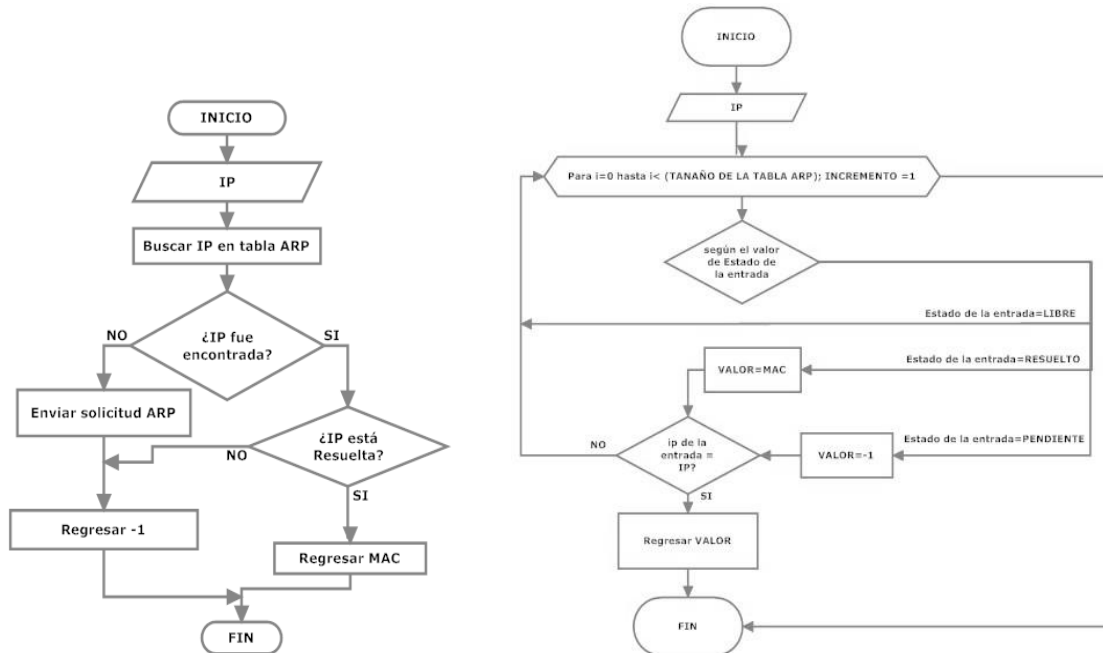 INICIO
IP
Buscar IP en tabla ARP
¿IP fue
encontrada?
NO
SI
Enviar solicitud ARP
¿IP está
Resuelta?
NO
SI
Regresar -1
Regresar MAC
FIN
INICIO
IP
Para i=0 hasta i< (TANAÑO DE LA TABLA ARP); INCREMENTO =1
según el valor
de Estado de
la entrada
Estado de la entrada=LIBRE
Estado de la entrada=RESUELTO
VALOR=MAC
ip de la
entrada =
IP?
NO
Estado de la entrada=PENDIENTE
VALOR=-1
SI
Regresar VALOR
FIN